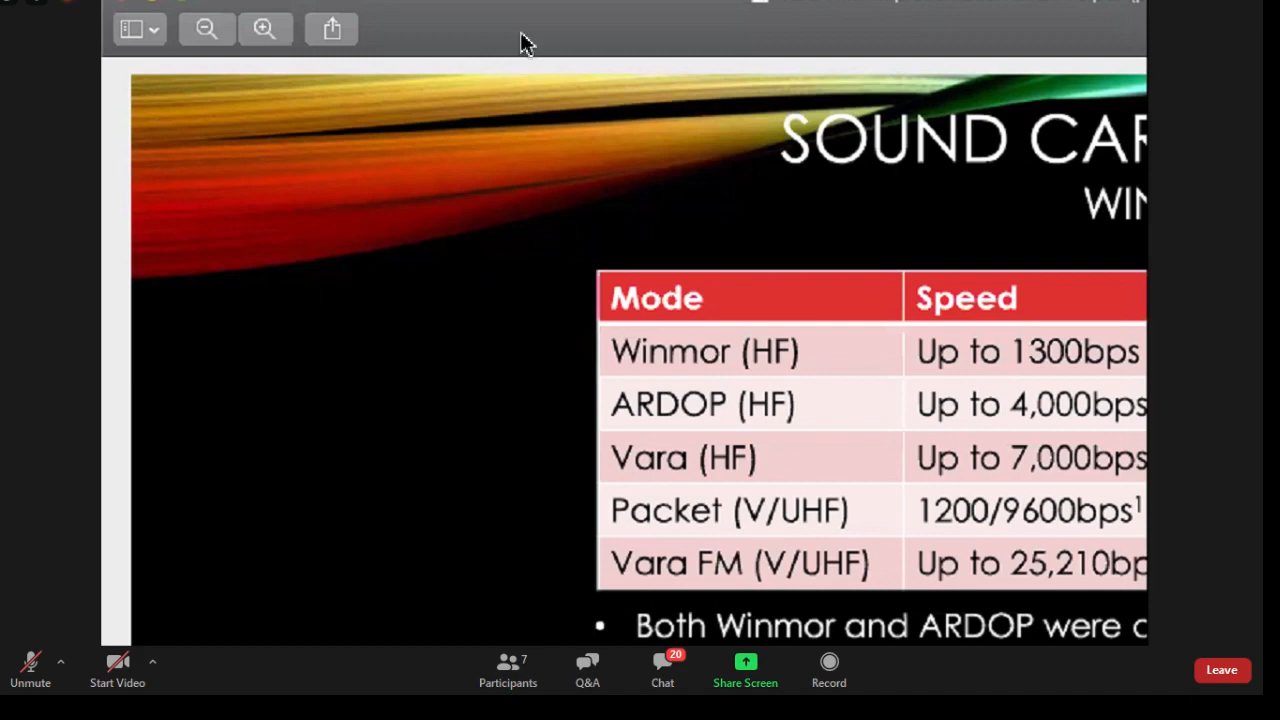 SOUND CAR
WIN
Mode Speed
Winmor (HF) Up to 1300bps
ARDOP (HF) Up to 4,000bps
Vara (HF) Up to 7,000bps
Packet (V/UHF) 1200/9600bps¹
Vara FM (V/UHF) Up to 25,210bp
• Both Winmor and ARDOP were
7
20
Unmute Start Video Participants Q&A Chat Share Screen Record Leave